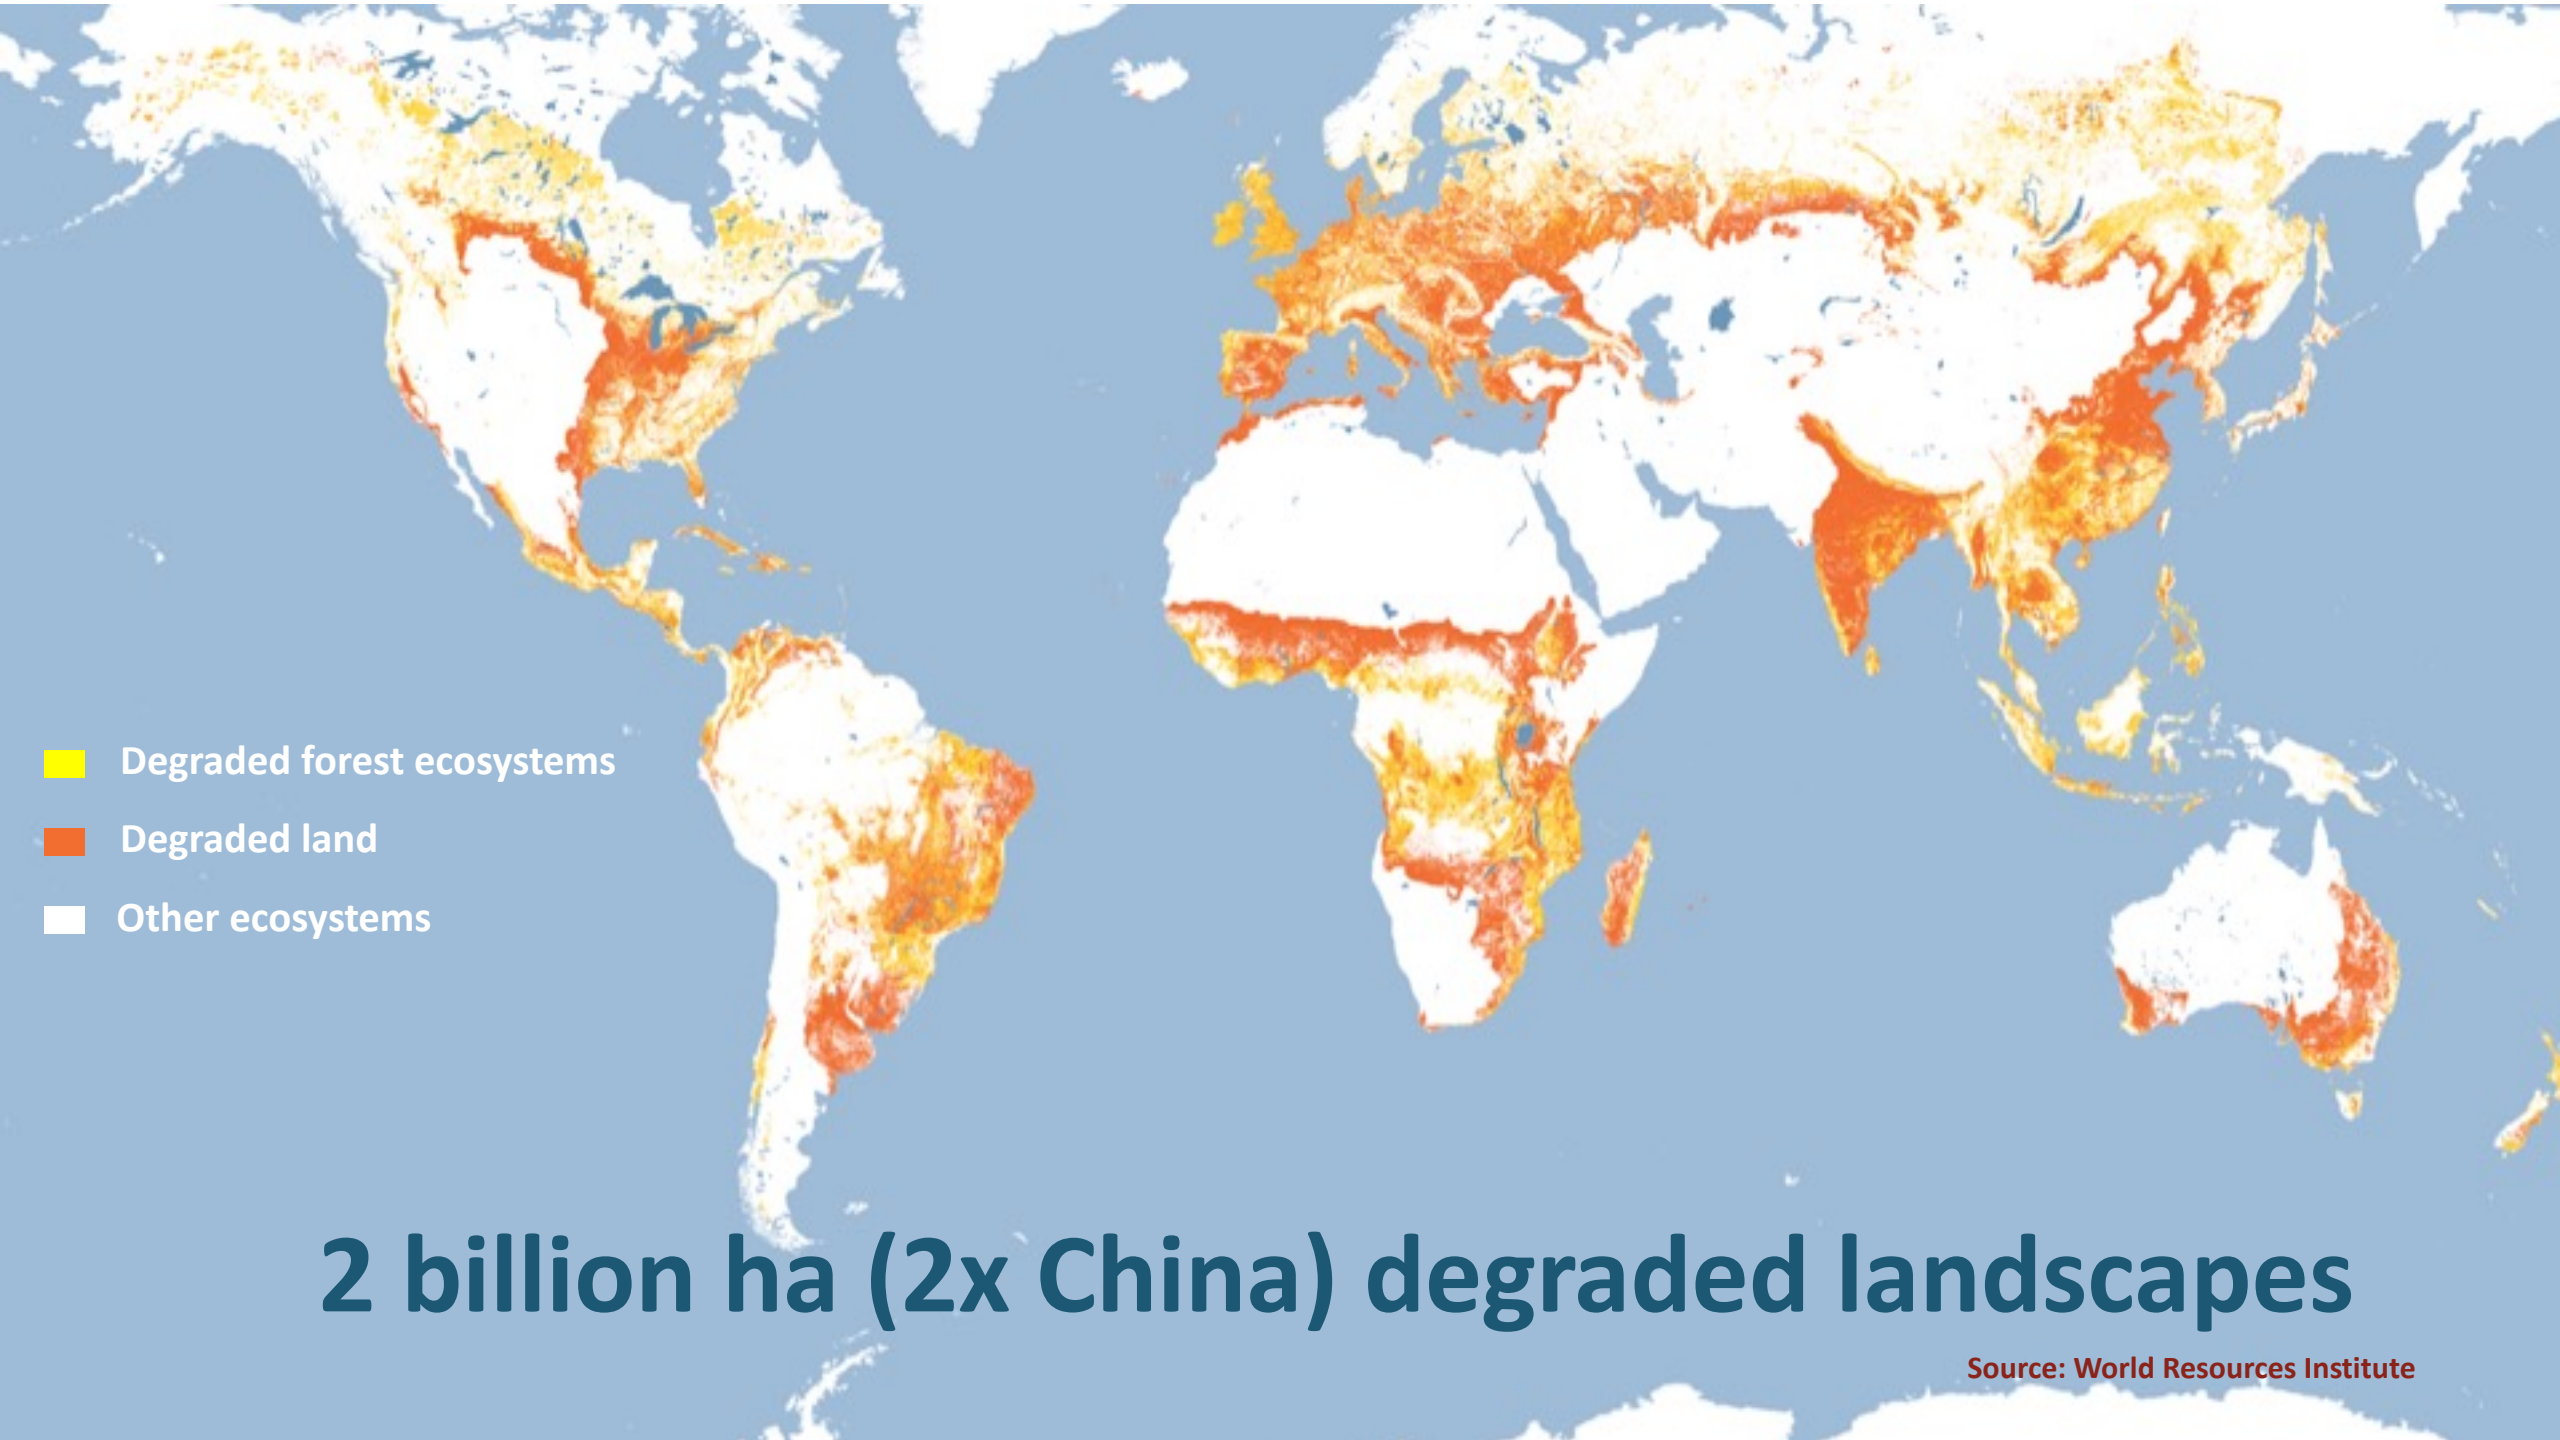 Degraded forest ecosystems
Degraded land
Other ecosystems
2 billion ha (2x China) degraded landscapes
Source: World Resources Institute